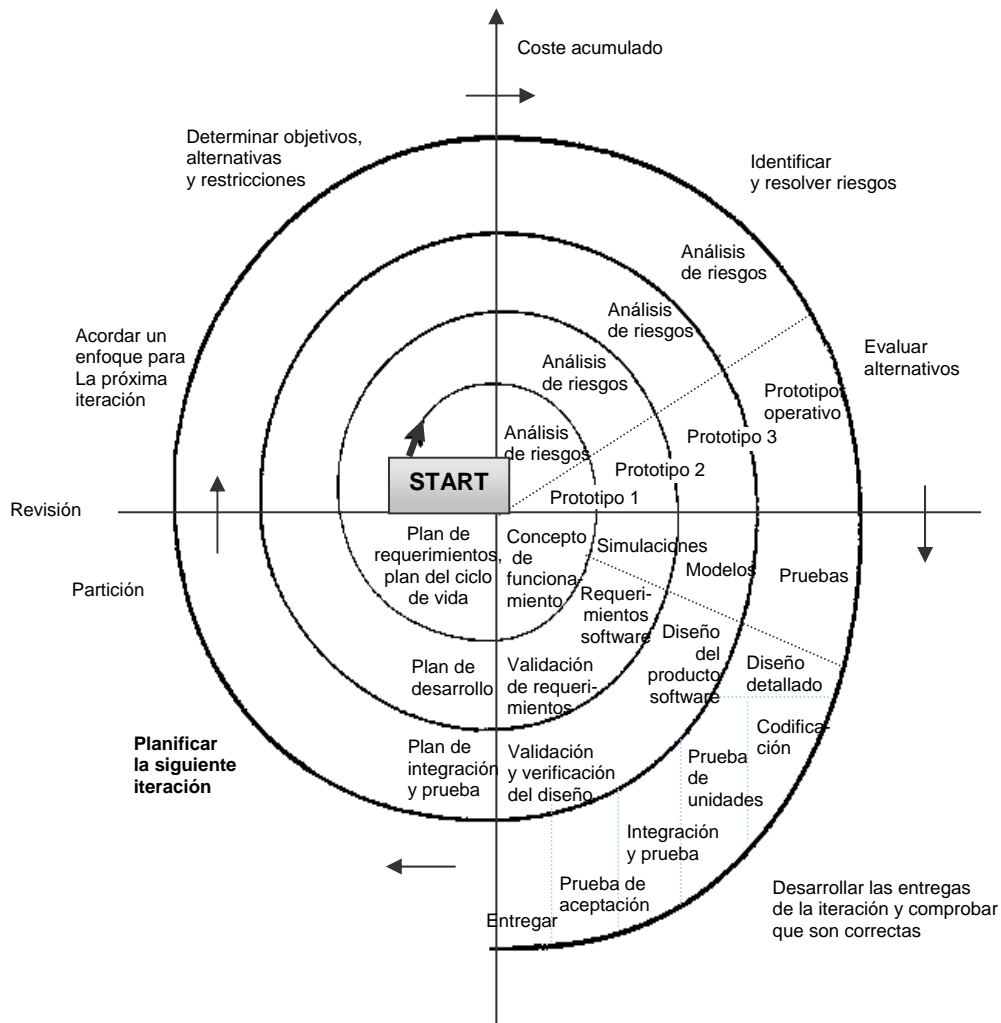 Coste acumulado
Determinar objetivos,
alternativas
y restricciones
Identificar
y resolver riesgos
Análisis
de riesgos
Análisis
de riesgos
Acordar un
enfoque para
La próxima
iteración
Evaluar
alternativos
Análisis
de riesgos
Prototipo
operativo
Análisis
de riesgos
Prototipo 3
START
Prototipo 2
Prototipo 1
Revisión
Plan de
requerimientos,
plan del ciclo
de vida
Concepto
de
funciona-
miento
Simulaciones
Modelos
Pruebas
Partición
Requeri-
mientos
software
Diseño
del
producto
software
Diseño
detallado
Plan de
desarrollo
Validación
de requeri-
mientos
Codifica-
ción
Planificar
la siguiente
iteración
Plan de
integración
y prueba
Validación
y verificación
del diseño
Prueba
de
unidades
Integración
y prueba
Prueba de
aceptación
Entregar
Desarrollar las entregas
de la iteración y comprobar
que son correctas